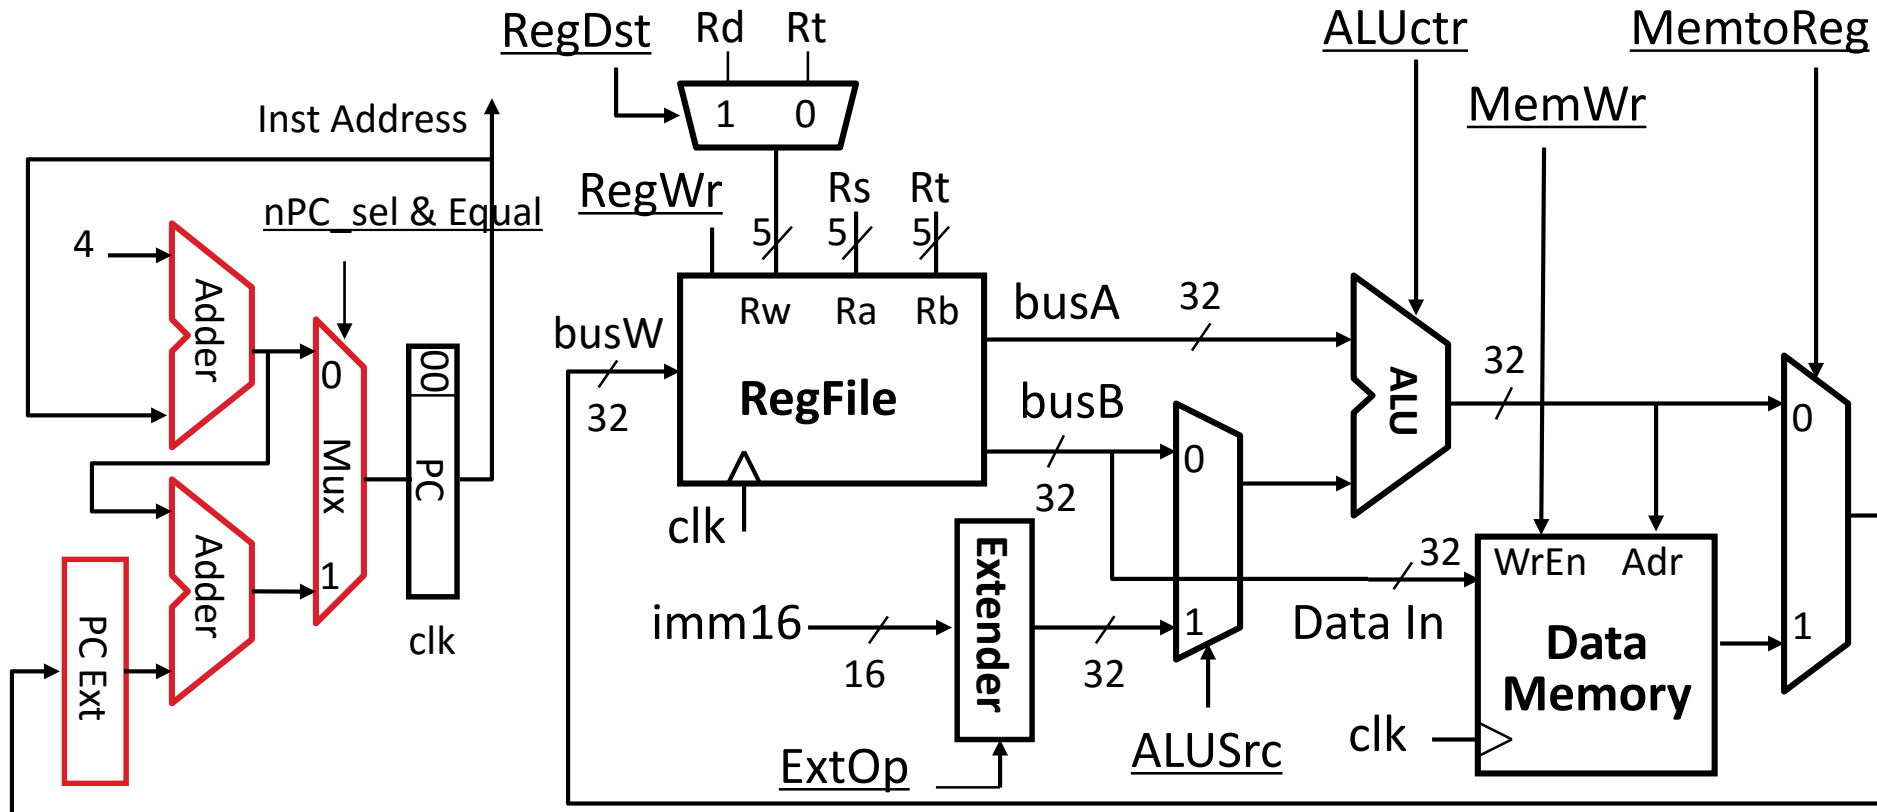 RegDst
Rd
Rt
ALUctr
MemtoReg
1
0
MemWr
Inst Address
RegWr
Rs
Rt
nPC_sel & Equal
5
5
5
4
Adder
Rw
Ra
Rb
busA
32
busW
32
RegFile
busB
32
clk
0
1
Mux
00
PC
clk
Adder
PC Ext
ALU
32
0
1
0
1
imm16
16
Extender
32
ExtOp
ALUSrc
32
Data In
WrEn
Adr
Data
Memory
clk